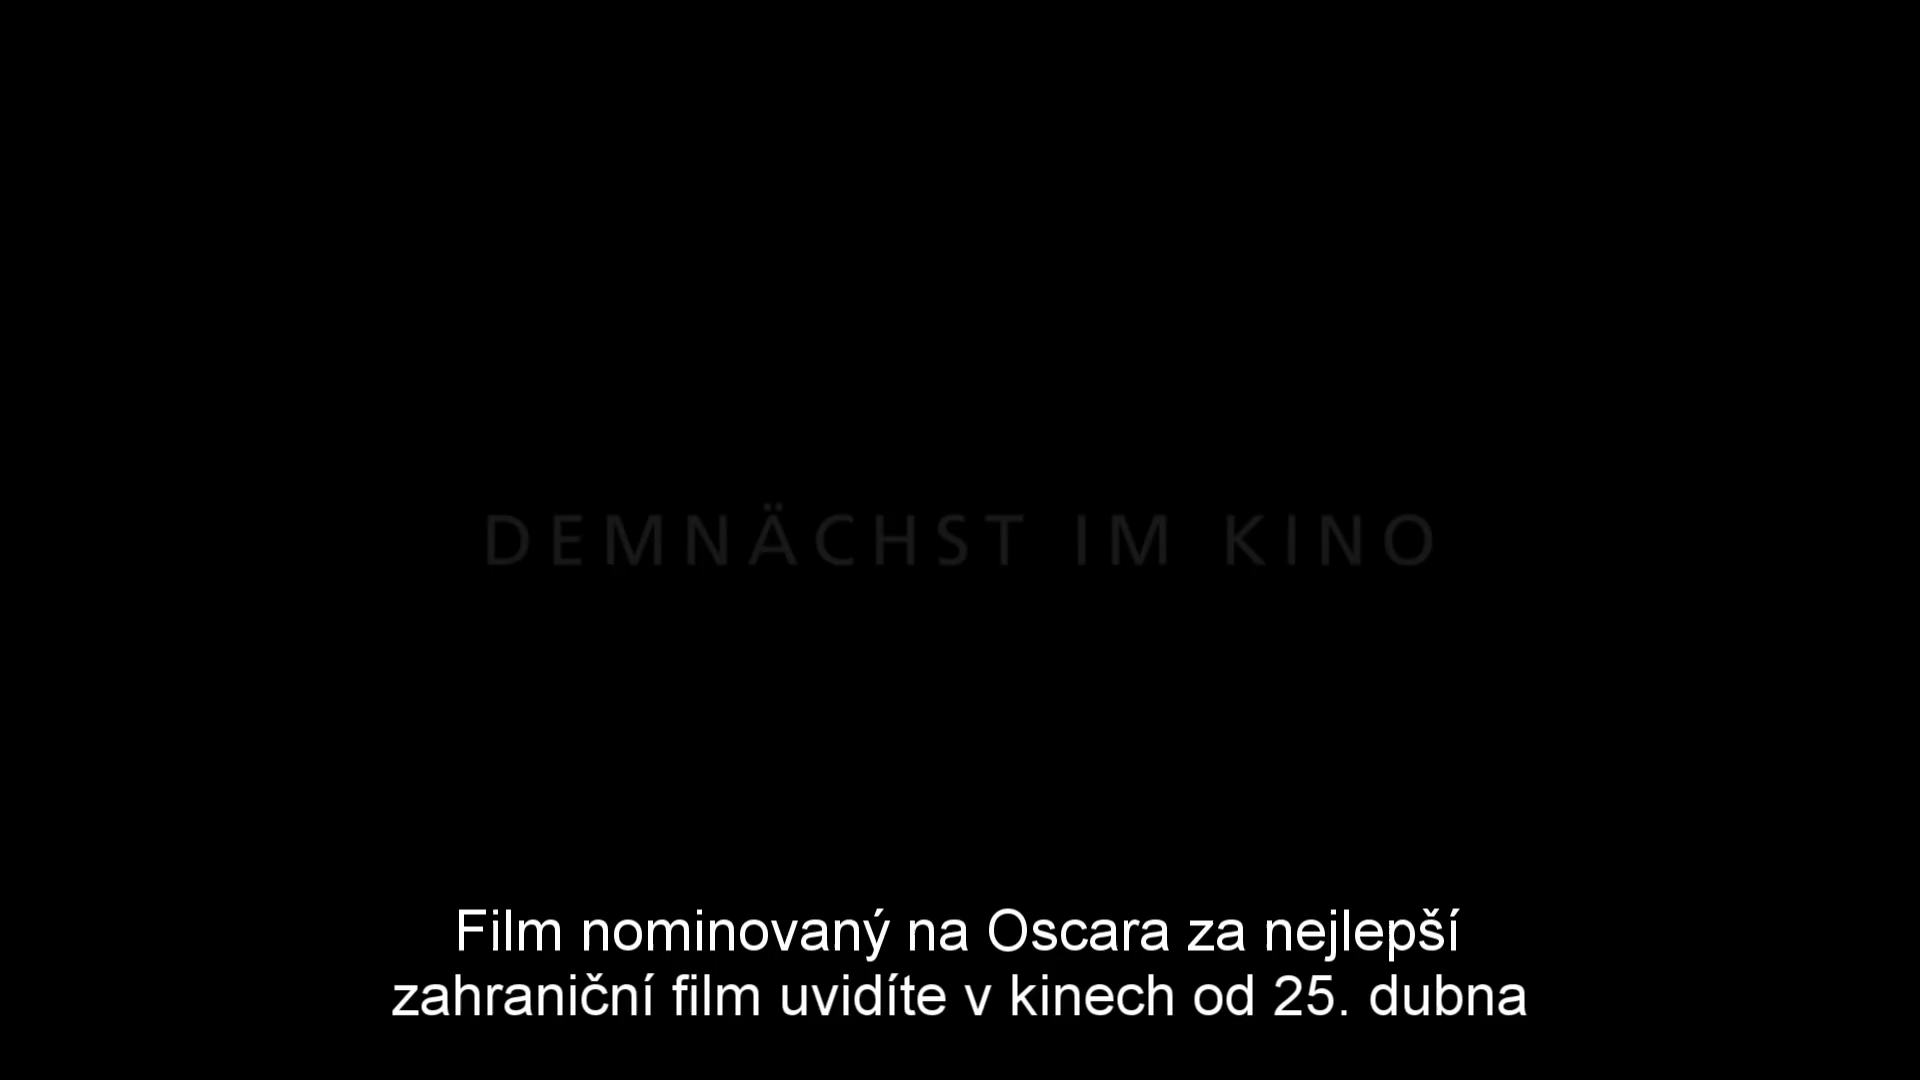 DEMNÄCHST IM KINO
Film nominovaný na Oscara za nejlepší
zahraniční film uvidíte v kinech od 25. dubna